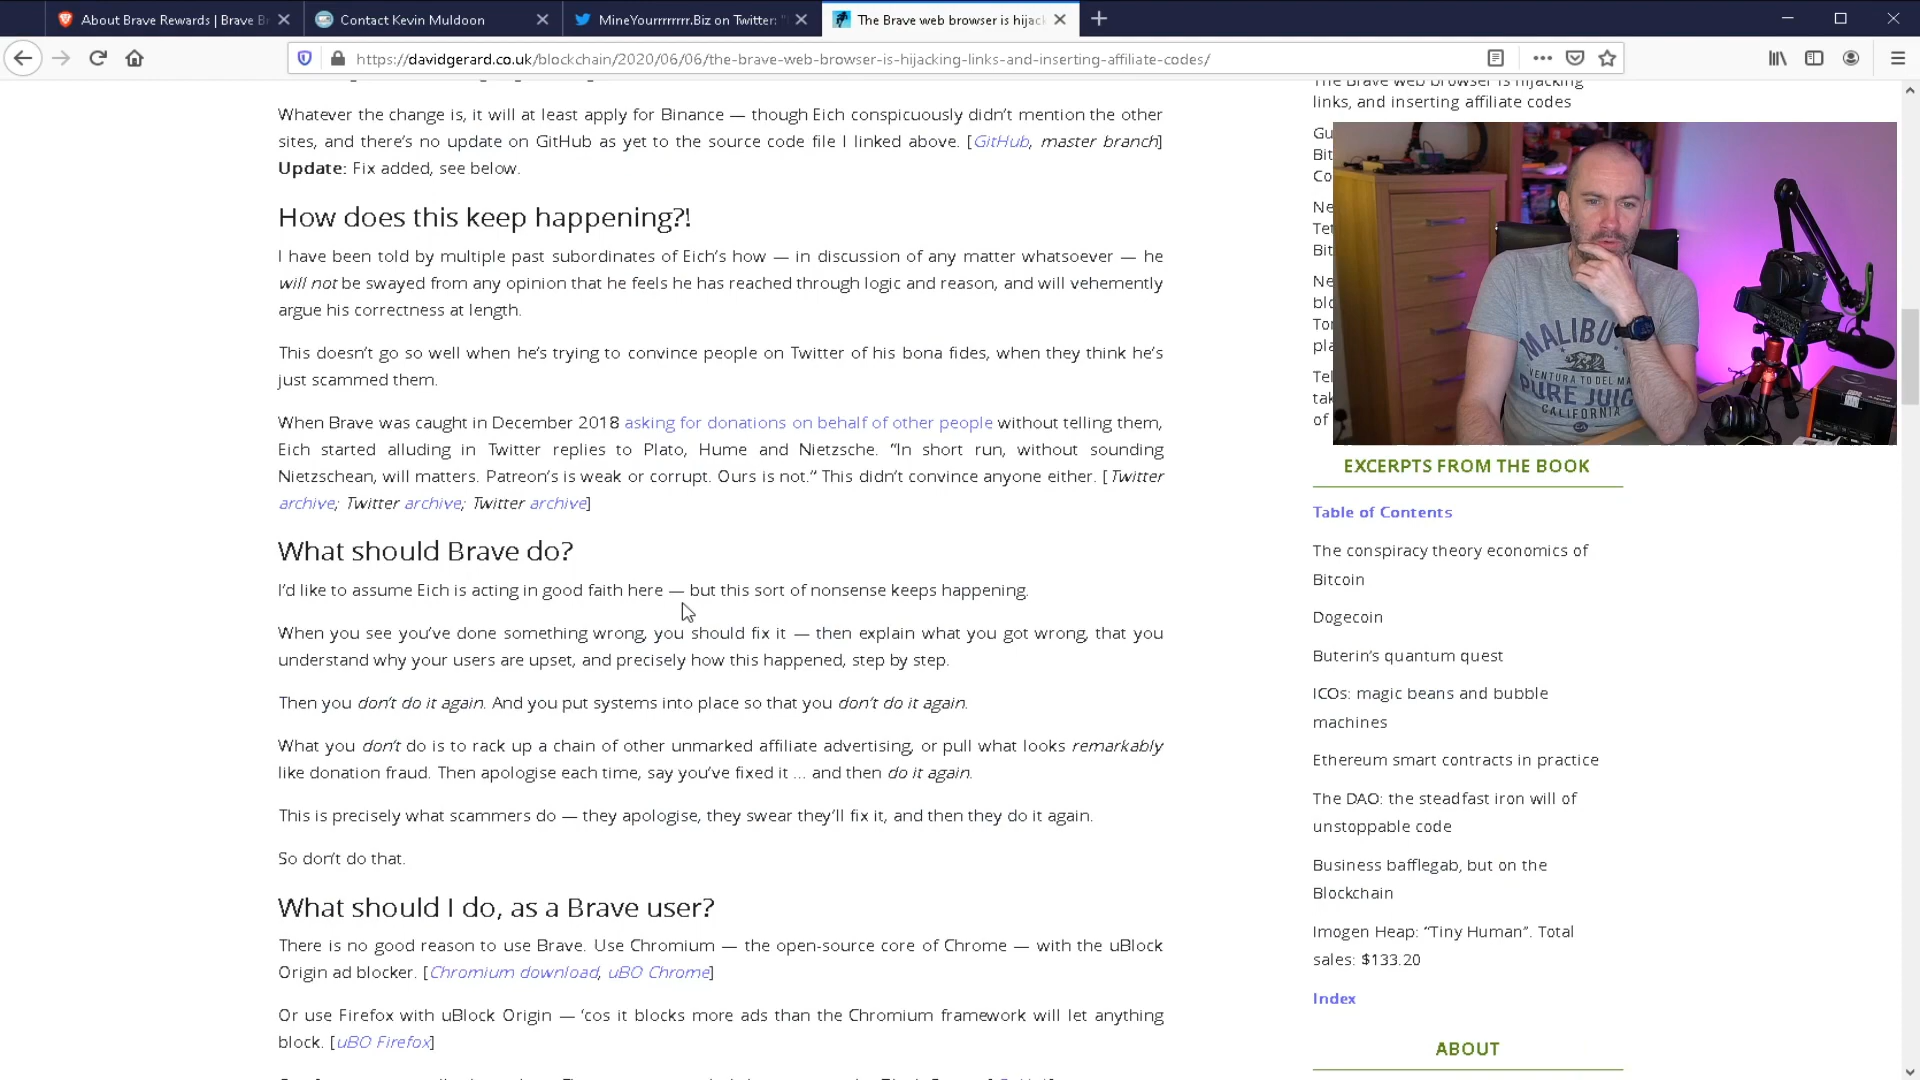 About Brave Rewards | Brave Br
Contact Kevin Muldoon
MineYourrrrrrr.Biz on Twitter: "
The Brave web browser is hijack
https://davidgerard.co.uk/blockchain/2020/06/06/the-brave-web-browser-is-hijacking-links-and-inserting-affiliate-codes/
Whatever the change is, it will at least apply for Binance — though Eich conspicuously didn't mention the other
sites, and there's no update on GitHub as yet to the source code file I linked above. [GitHub, master branch]
Update: Fix added, see below.
How does this keep happening?!
I have been told by multiple past subordinates of Eich's how — in discussion of any matter whatsoever — he
will not be swayed from any opinion that he feels he has reached through logic and reason, and will vehemently
argue his correctness at length.
This doesn't go so well when he's trying to convince people on Twitter of his bona fides, when they think he's
just scammed them.
When Brave was caught in December 2018 asking for donations on behalf of other people without telling them,
Eich started alluding in Twitter replies to Plato, Hume and Nietzsche. "In short run, without sounding
Nietzschean, will matters. Patreon's is weak or corrupt. Ours is not." This didn't convince anyone either. [Twitter
archive; Twitter archive; Twitter archive]
What should Brave do?
I'd like to assume Eich is acting in good faith here — but this sort of nonsense keeps happening.
When you see you've done something wrong, you should fix it — then explain what you got wrong, that you
understand why your users are upset, and precisely how this happened, step by step.
Then you don't do it again. And you put systems into place so that you don't do it again.
What you don't do is to rack up a chain of other unmarked affiliate advertising, or pull what looks remarkably
like donation fraud. Then apologise each time, say you've fixed it ... and then do it again.
This is precisely what scammers do — they apologise, they swear they'll fix it, and then they do it again.
So don't do that.
What should I do, as a Brave user?
There is no good reason to use Brave. Use Chromium — the open-source core of Chrome — with the uBlock
Origin ad blocker. [Chromium download, uBO Chrome]
Or use Firefox with uBlock Origin — 'cos it blocks more ads than the Chromium framework will let anything
block. [uBO Firefox]
The Brave web browser is hijacking
links, and inserting affiliate codes
Gu
Bit
Co
Ne
Tet
Bit
Ne
blo
Tor
pla
Tel
tak
of
MALIBU
VENTURA TO DEL MA
PURE JUIC
CALIFORNIA
CA
EXCERPTS FROM THE BOOK
Table of Contents
The conspiracy theory economics of
Bitcoin
Dogecoin
Buterin's quantum quest
ICOs: magic beans and bubble
machines
Ethereum smart contracts in practice
The DAO: the steadfast iron will of
unstoppable code
Business bafflegab, but on the
Blockchain
Imogen Heap: "Tiny Human". Total
sales: $133.20
Index
ABOUT